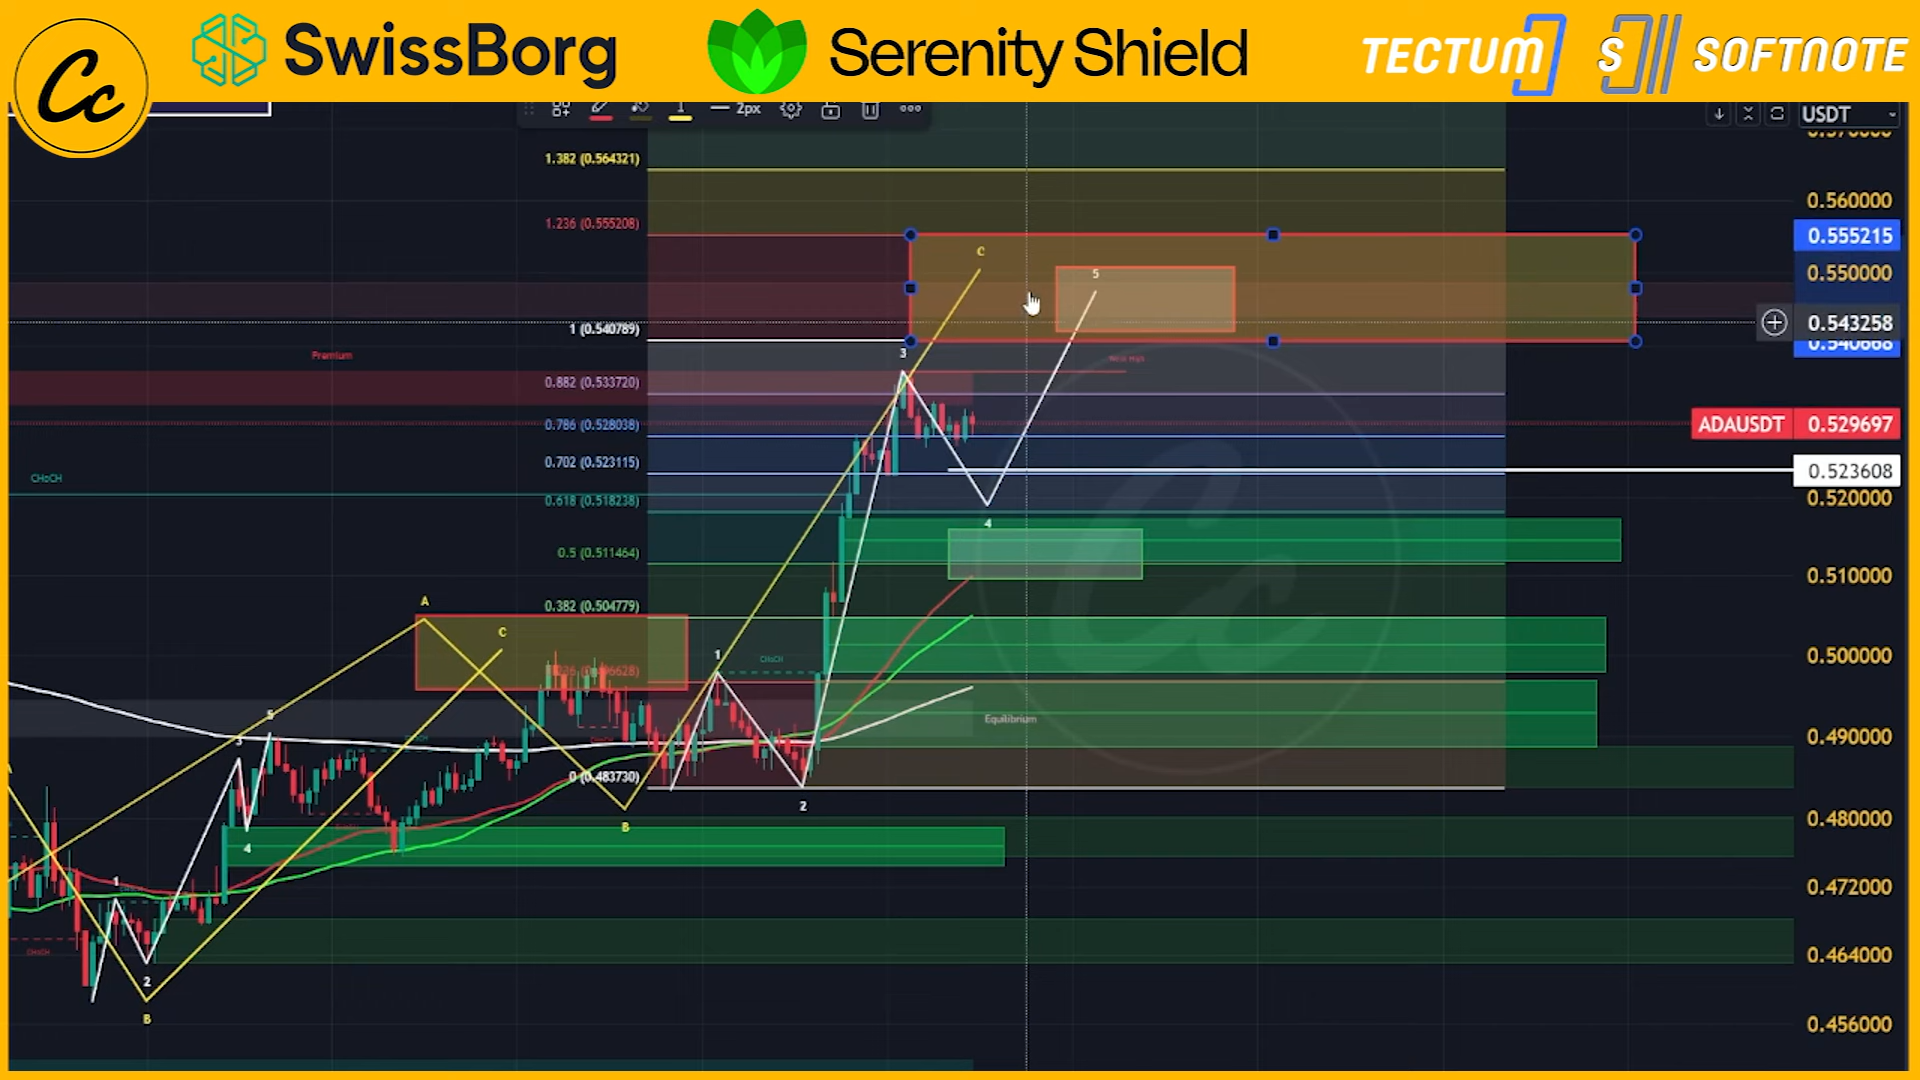 Cc SwissBorg Serenity Shield TECTUM S SOFTNOTE
1 2px USDT
1.382 (0.564321)
0.560000
1.236 (0.555208)
0.555215
C
5
0.550000
1 (0.540789)
0.543258
3
Premium
0.882 (0.533720)
0.786 (0.528038)
ADAUSDT 0.529697
0.702 (0.523115)
0.523608
CHoCH
0.618 (0.518238)
0.520000
4
0.5 (0.511464)
0.510000
A
0.382 (0.504779)
C
1
CHoCH
0.500000
5
Equilibrium
3
0.490000
0 (0.483730)
2
B
0.480000
4
1
0.472000
CHoCH
0.464000
2
B
0.456000